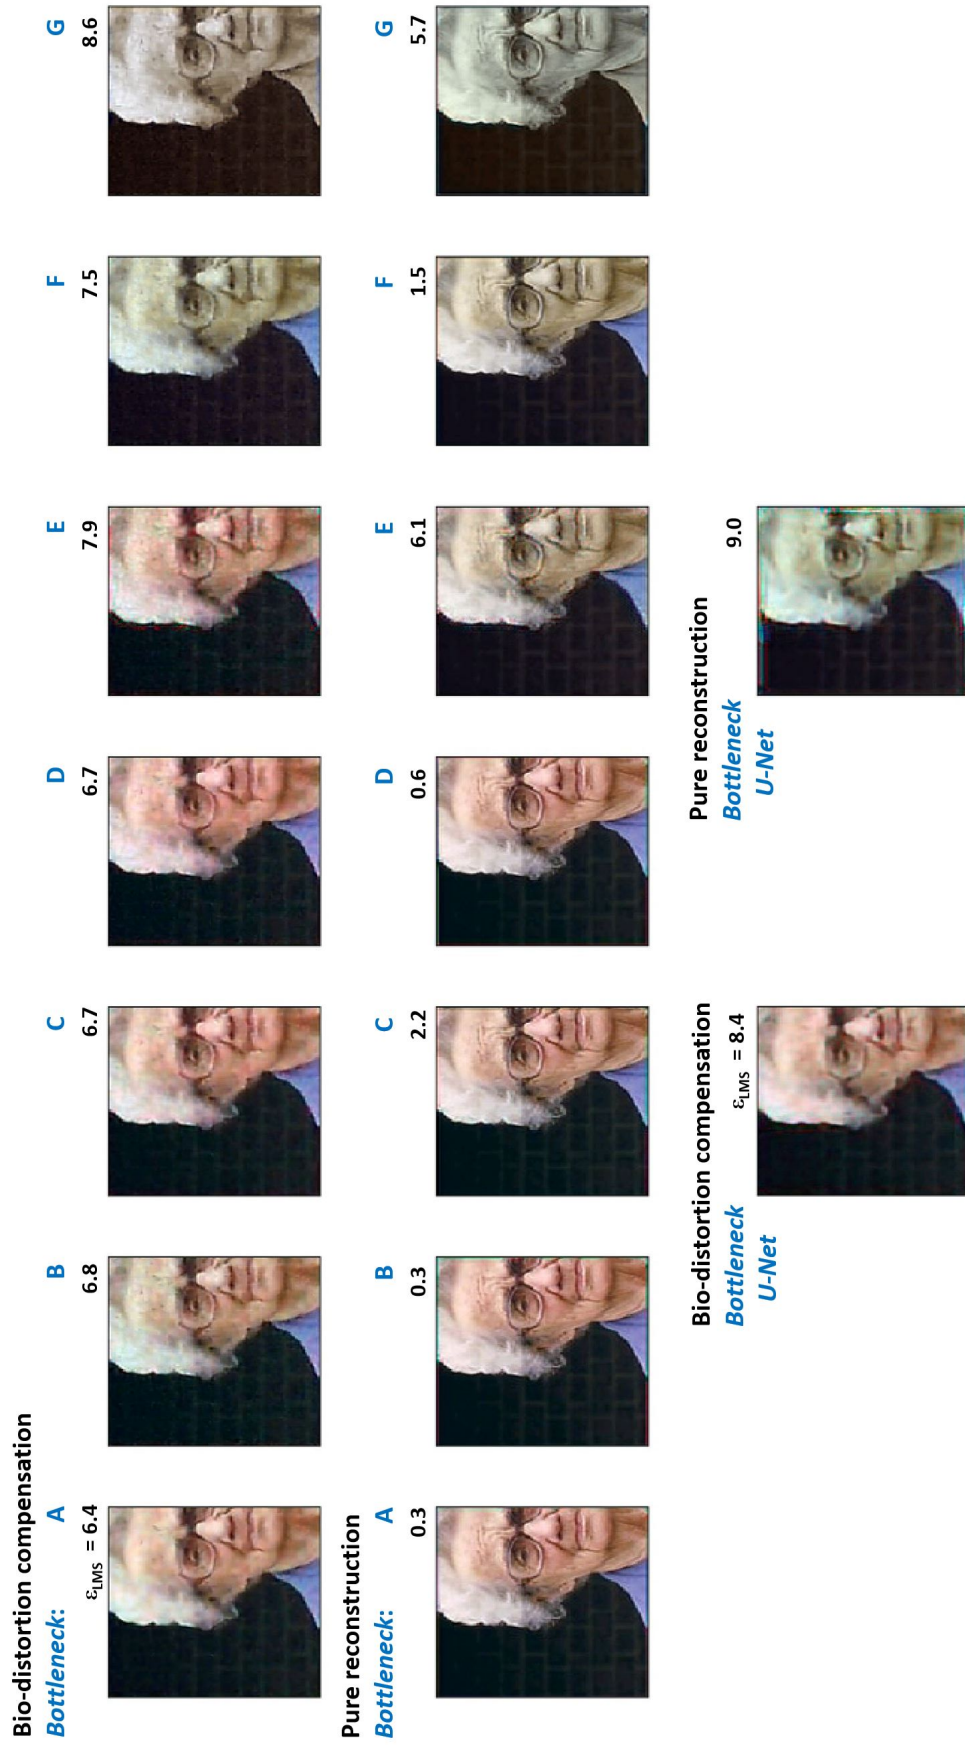 Bio-distortion compensation
Bottleneck: A B C D E F G
εLMS = 6.4 6.8 6.7 6.7 7.9 7.5 8.6
Pure reconstruction
Bottleneck: A B C D E F G
0.3 0.3 2.2 0.6 6.1 1.5 5.7
Bio-distortion compensation
Bottleneck
U-Net
εLMS = 8.4
Pure reconstruction
Bottleneck
U-Net
9.0